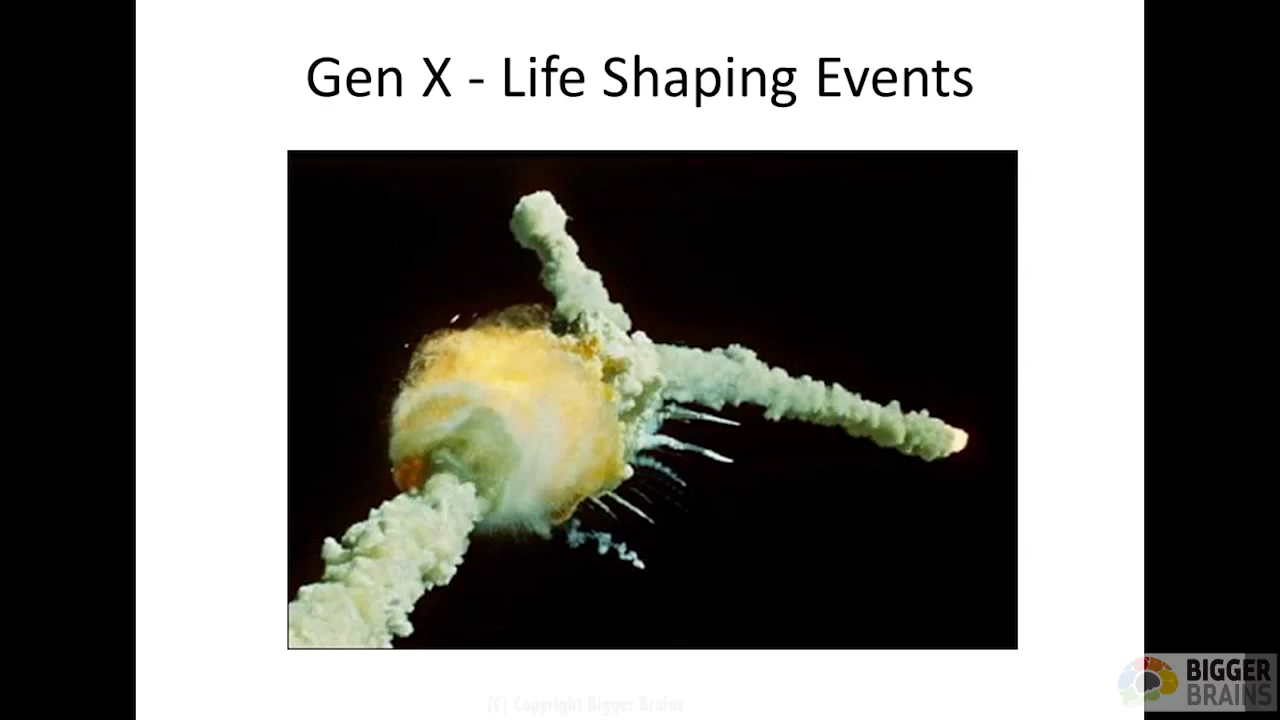 Gen X - Life Shaping Events
(C) Copyright Bigger Brains
BIGGER
BRAINS